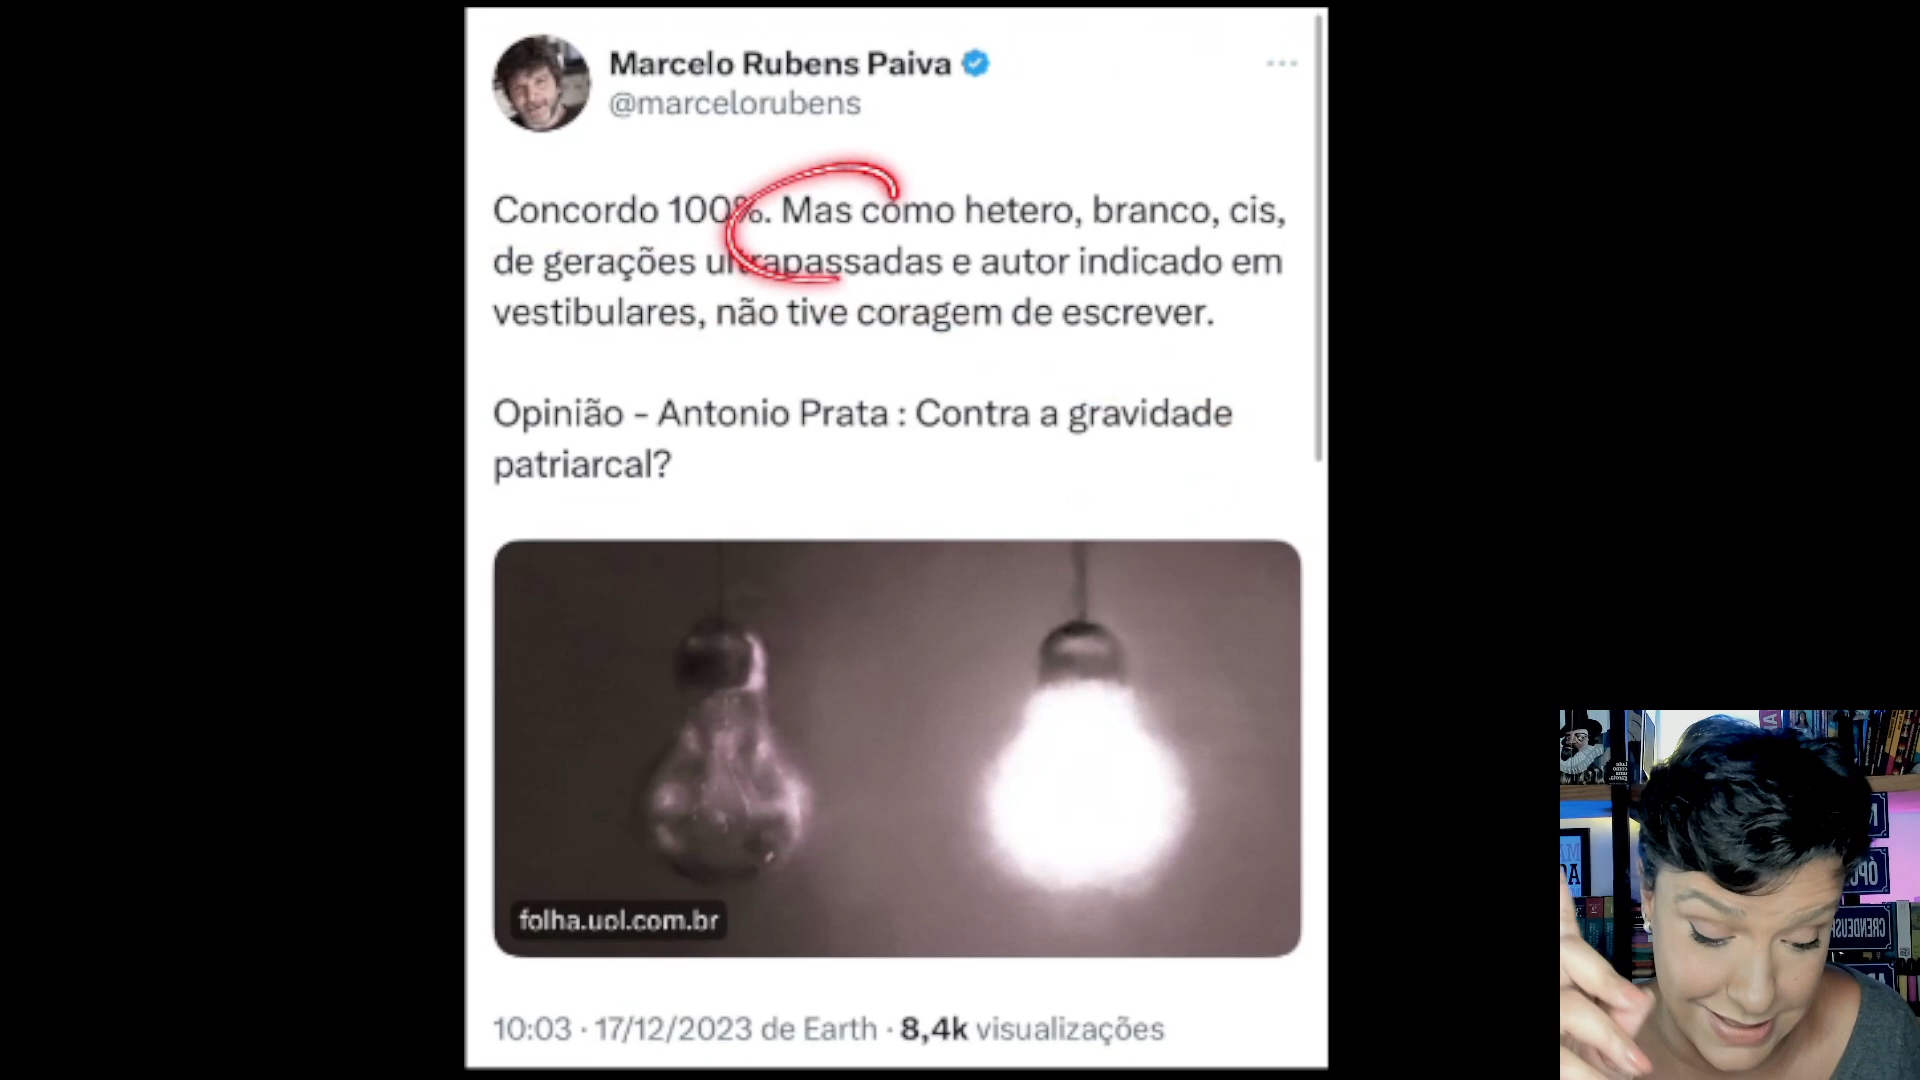 Marcelo Rubens Paiva
@marcelorubens
Concordo 100%. Mas como hetero, branco, cis,
de gerações ultrapassadas e autor indicado em
vestibulares, não tive coragem de escrever.
Opinião - Antonio Prata : Contra a gravidade
patriarcal?
folha.uol.com.br
10:03 · 17/12/2023 de Earth · 8,4k visualizações